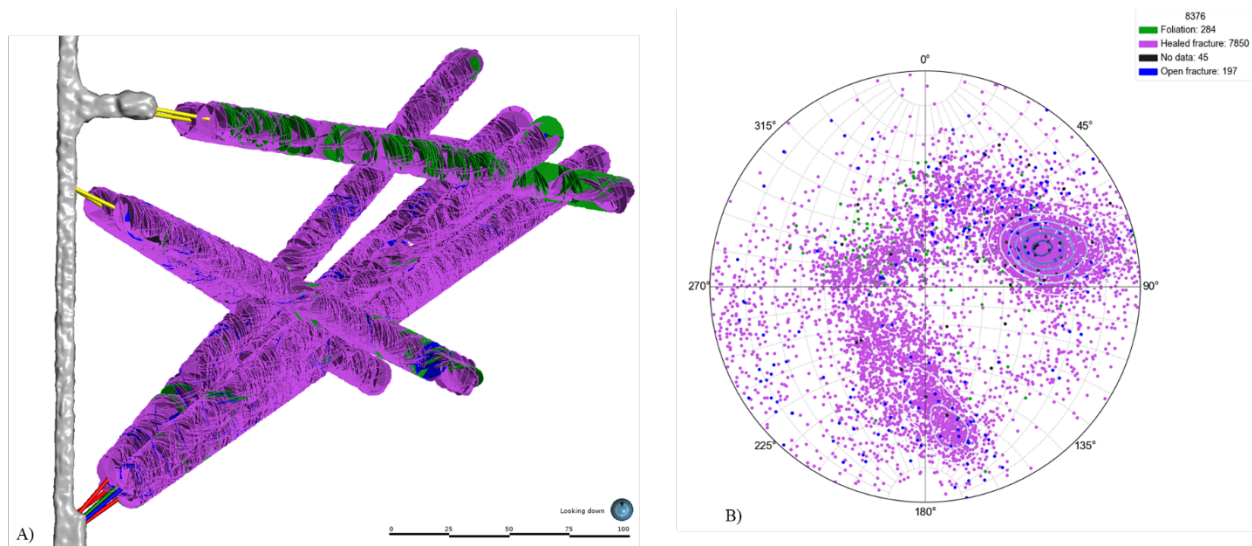 Looking down
0 25 50 75 100
A)
8376
Foliation: 284
Healed fracture: 7850
No data: 45
Open fracture: 197
0°
45°
90°
135°
180°
225°
270°
315°
B)